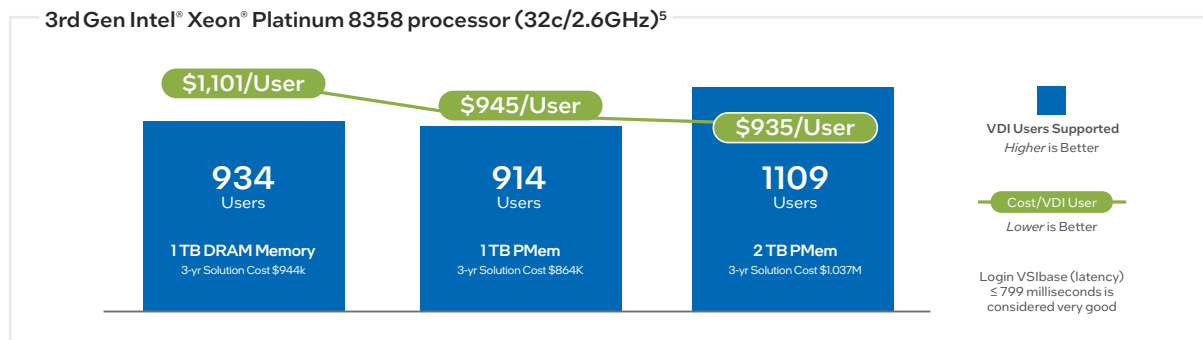 3rd Gen Intel® Xeon® Platinum 8358 processor (32c/2.6GHz)⁵
$1,101/User
$945/User
$935/User
934
Users
1 TB DRAM Memory
3-yr Solution Cost $944k
914
Users
1 TB PMem
3-yr Solution Cost $864K
1109
Users
2 TB PMem
3-yr Solution Cost $1.037M
VDI Users Supported
Higher is Better
Cost/VDI User
Lower is Better
Login VSIbase (latency)
≤ 799 milliseconds is
considered very good